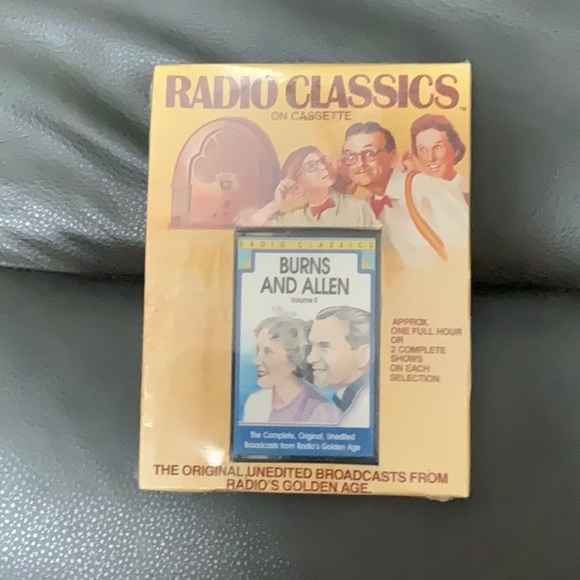 RADIO CLASSICS™
ON CASSETTE
RADIO CLASSICS
BURNS
AND ALLEN
Volume II
The Complete, Original, Unedited
Broadcasts from Radio's Golden Age
APPROX.
ONE FULL HOUR
OR
2 COMPLETE
SHOWS
ON EACH
SELECTION.
THE ORIGINAL, UNEDITED BROADCASTS FROM
RADIO'S GOLDEN AGE.